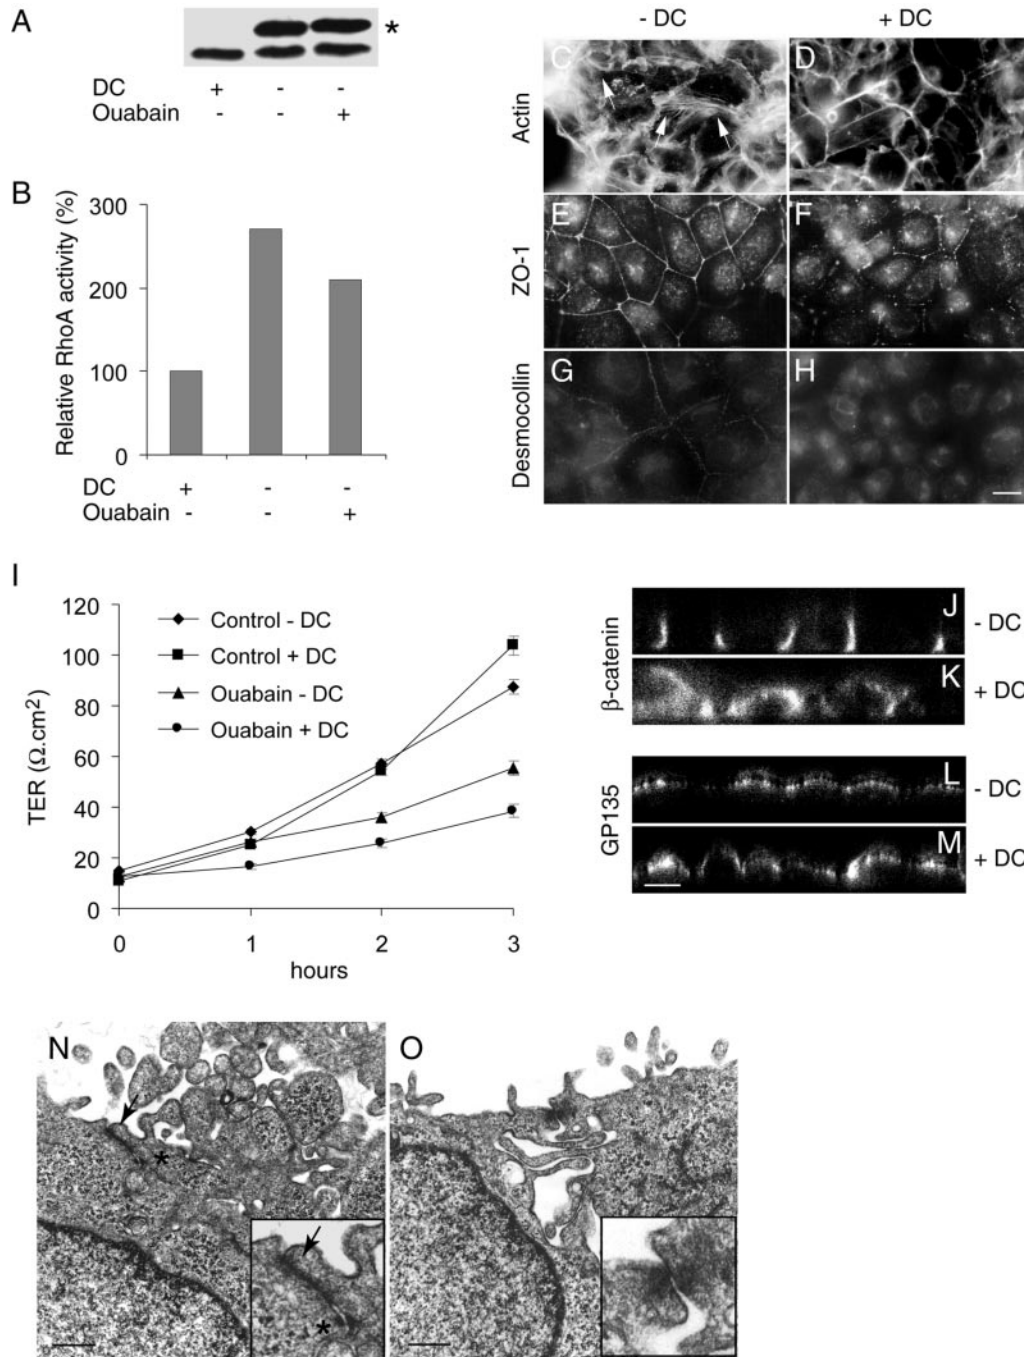 A
*
DC + - -
Ouabain - - +
B
Relative RhoA activity (%)
300
200
100
0
DC + - -
Ouabain - - +
- DC + DC
Actin
C D
ZO-1
E F
Desmocollin
G H
I
TER (Ω.cm²)
120
100
80
60
40
20
0
Control - DC
Control + DC
Ouabain - DC
Ouabain + DC
0 1 2 3
hours
β-catenin
J - DC
K + DC
GP135
L - DC
M + DC
N O
*
*